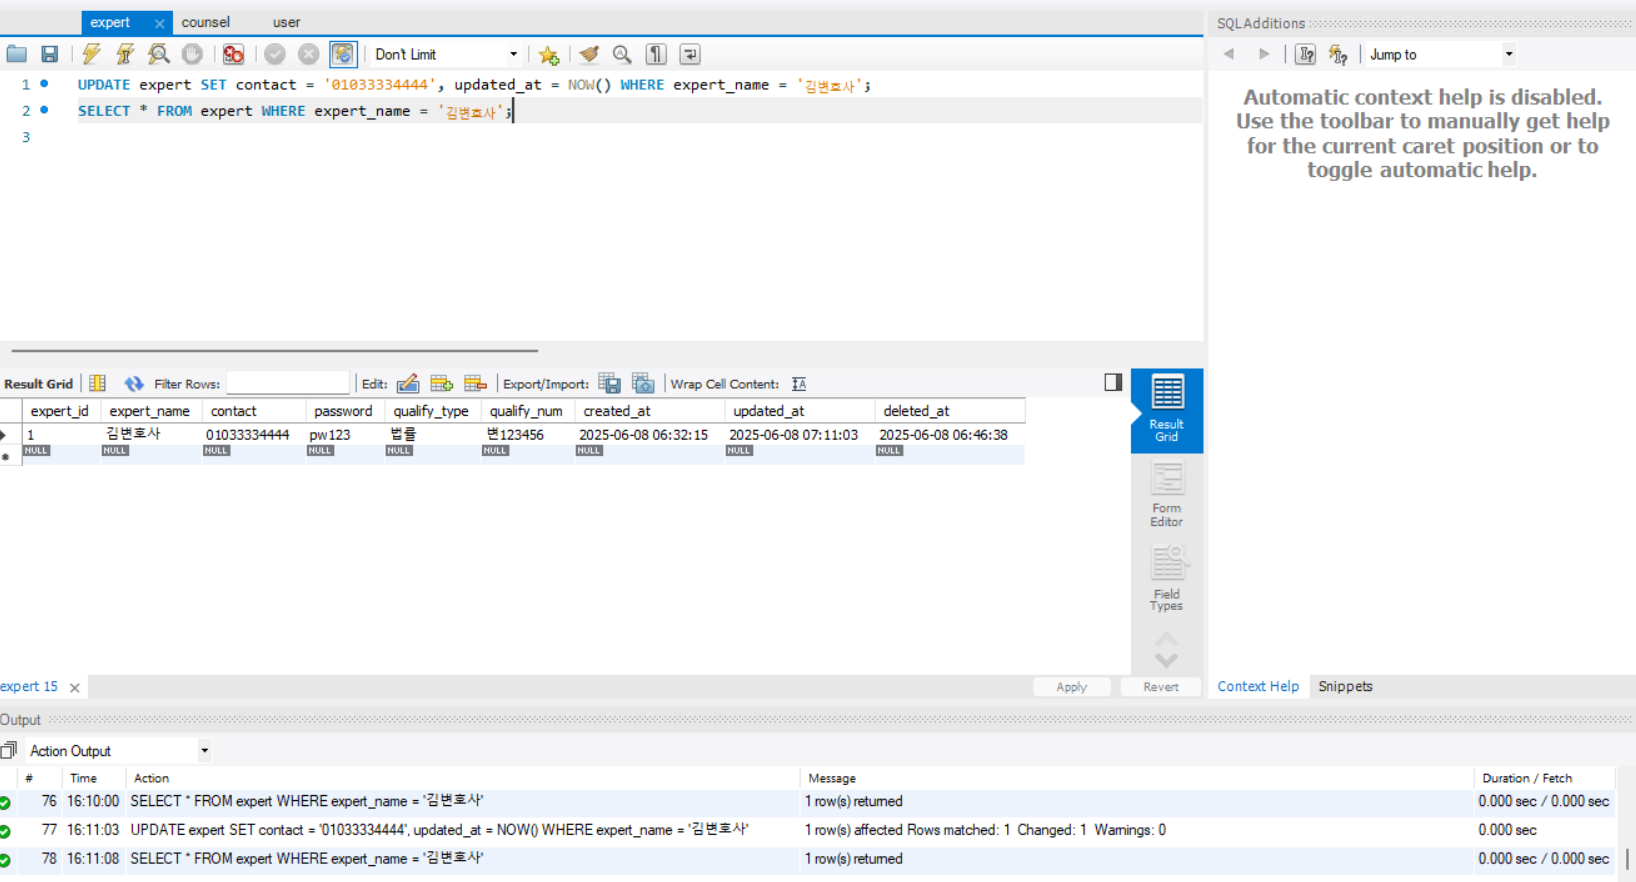 expert counsel user
SQLAdditions
Don't Limit
Jump to
1 UPDATE expert SET contact = '01033334444', updated_at = NOW() WHERE expert_name = '김변호사';
2 SELECT * FROM expert WHERE expert_name = '김변호사';
3
Automatic context help is disabled.
Use the toolbar to manually get help
for the current caret position or to
toggle automatic help.
Result Grid Filter Rows: Edit: Export/Import: Wrap Cell Content:
expert_id expert_name contact password qualify_type qualify_num created_at updated_at deleted_at
1 김변호사 01033334444 pw123 법률 변123456 2025-06-08 06:32:15 2025-06-08 07:11:03 2025-06-08 06:46:38
NULL NULL NULL NULL NULL NULL NULL NULL NULL
Result
Grid
Form
Editor
Field
Types
expert 15
Apply Revert
Context Help Snippets
Output
Action Output
# Time Action Message Duration / Fetch
76 16:10:00 SELECT * FROM expert WHERE expert_name = '김변호사' 1 row(s) returned 0.000 sec / 0.000 sec
77 16:11:03 UPDATE expert SET contact = '01033334444', updated_at = NOW() WHERE expert_name = '김변호사' 1 row(s) affected Rows matched: 1 Changed: 1 Warnings: 0 0.000 sec
78 16:11:08 SELECT * FROM expert WHERE expert_name = '김변호사' 1 row(s) returned 0.000 sec / 0.000 sec